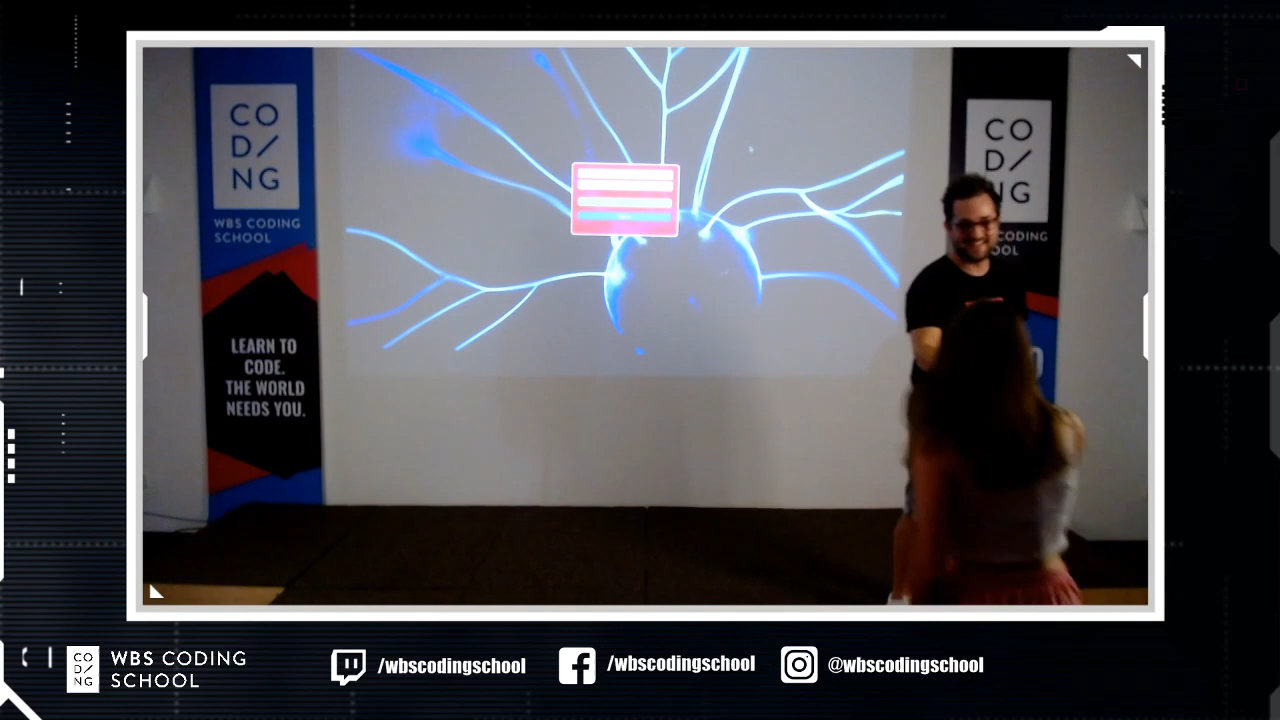 CO
D/
NG
WBS CODING
SCHOOL
LEARN TO
CODE.
THE WORLD
NEEDS YOU.
CO
D/
NG
CODING
OOL
CO
D/
NG
WBS CODING
SCHOOL
/wbscodingschool
/wbscodingschool
@wbscodingschool